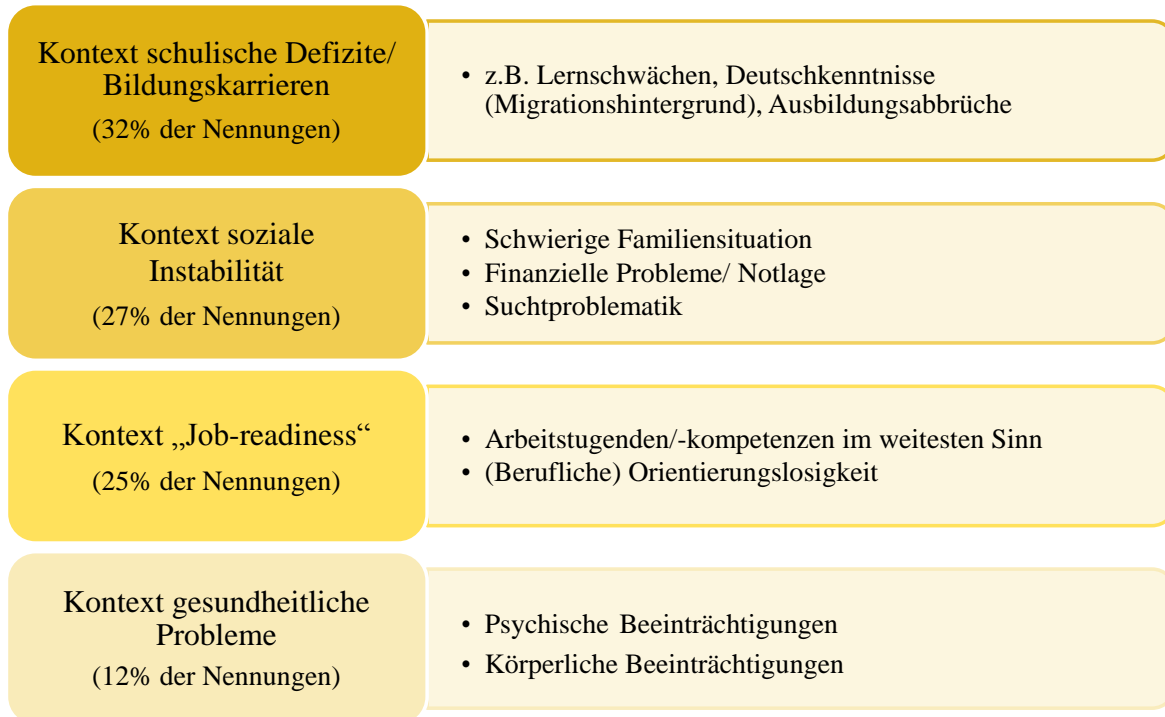 Kontext schulische Defizite/
Bildungskarrieren
(32% der Nennungen)
• z.B. Lernschwächen, Deutschkenntnisse
(Migrationshintergrund), Ausbildungsabbrüche
Kontext soziale
Instabilität
(27% der Nennungen)
• Schwierige Familiensituation
• Finanzielle Probleme/ Notlage
• Suchtproblematik
Kontext „Job-readiness“
(25% der Nennungen)
• Arbeitstugenden/-kompetenzen im weitesten Sinn
• (Berufliche) Orientierungslosigkeit
Kontext gesundheitliche
Probleme
(12% der Nennungen)
• Psychische Beeinträchtigungen
• Körperliche Beeinträchtigungen